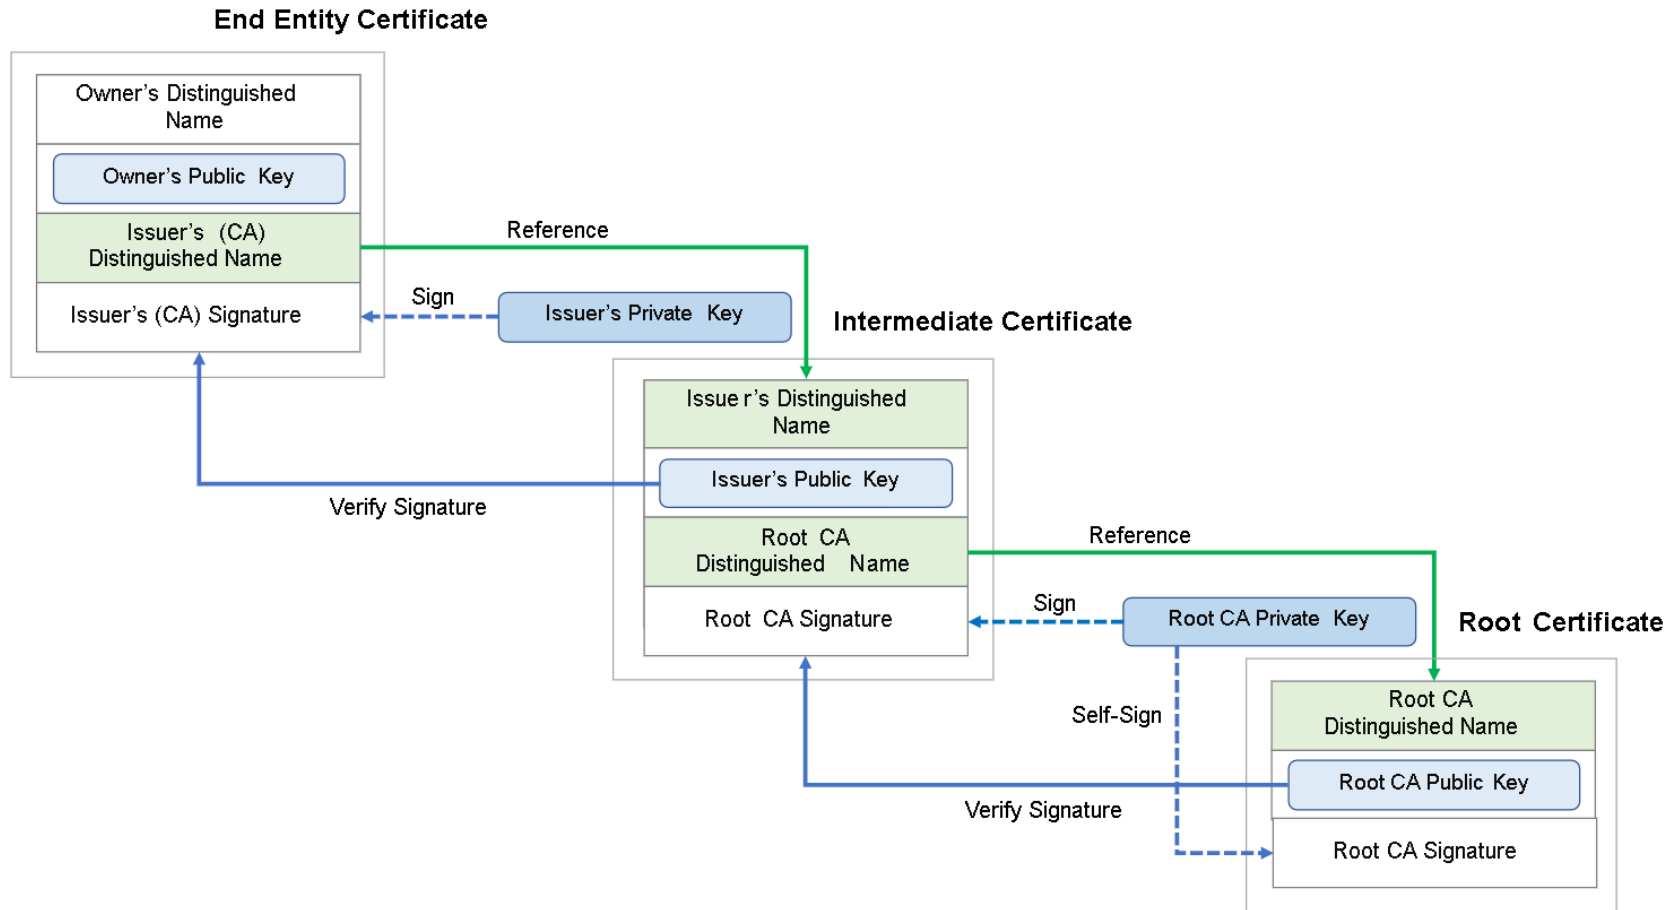 End Entity Certificate
Owner's Distinguished
Name
Owner's Public Key
Issuer's (CA)
Distinguished Name
Issuer's (CA) Signature
Reference
Sign
Issuer's Private Key
Verify Signature
Intermediate Certificate
Issuer's Distinguished
Name
Issuer's Public Key
Root CA
Distinguished Name
Root CA Signature
Reference
Sign
Root CA Private Key
Self-Sign
Verify Signature
Root Certificate
Root CA
Distinguished Name
Root CA Public Key
Root CA Signature